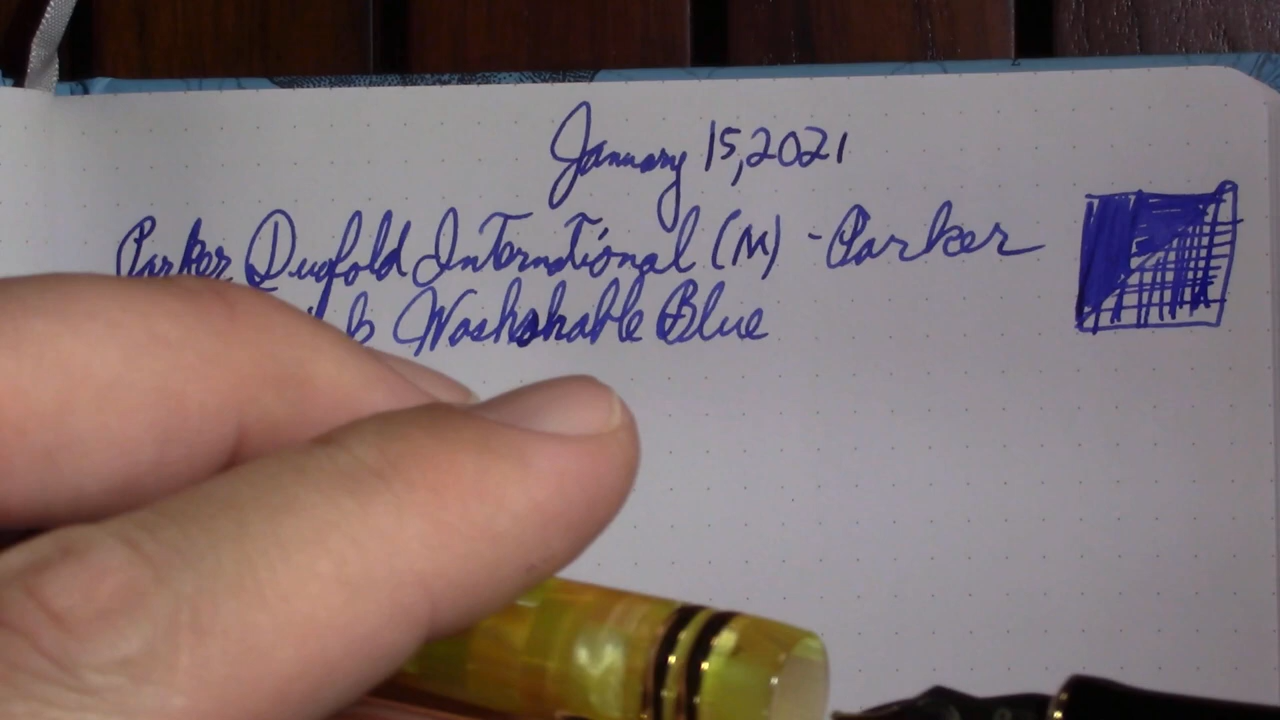 January 15, 2021
Parker Duofold International (M) - Parker
Washable Blue